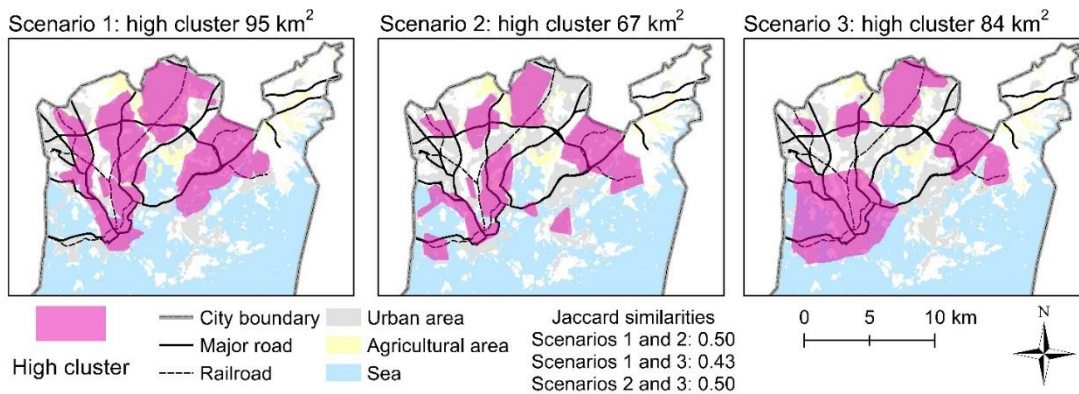 Scenario 1: high cluster 95 km²
Scenario 2: high cluster 67 km²
Scenario 3: high cluster 84 km²
High cluster
City boundary
Major road
Railroad
Urban area
Agricultural area
Sea
Jaccard similarities
Scenarios 1 and 2: 0.50
Scenarios 1 and 3: 0.43
Scenarios 2 and 3: 0.50
0 5 10 km
N